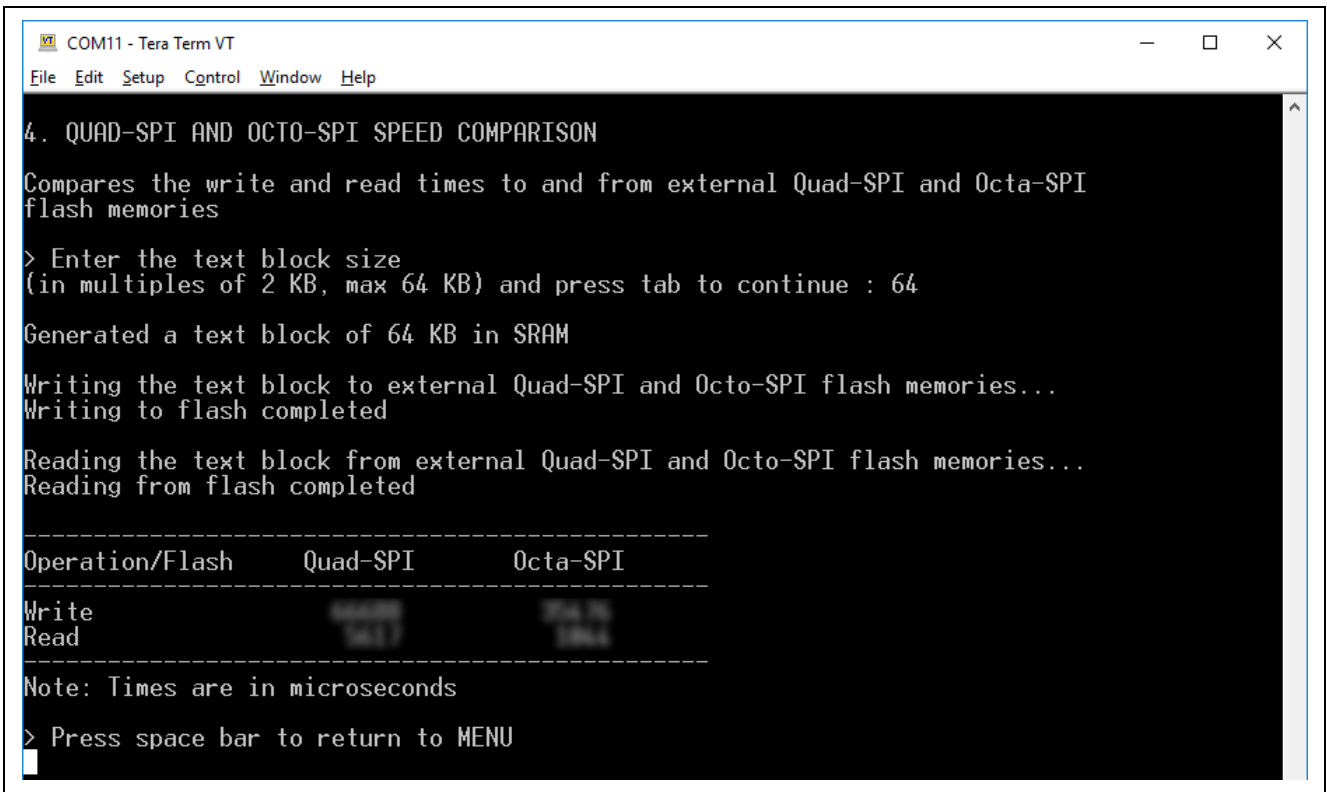 COM11 - Tera Term VT
File Edit Setup Control Window Help
4. QUAD-SPI AND OCTO-SPI SPEED COMPARISON
Compares the write and read times to and from external Quad-SPI and Octa-SPI
flash memories
> Enter the text block size
(in multiples of 2 KB, max 64 KB) and press tab to continue : 64
Generated a text block of 64 KB in SRAM
Writing the text block to external Quad-SPI and Octo-SPI flash memories...
Writing to flash completed
Reading the text block from external Quad-SPI and Octo-SPI flash memories...
Reading from flash completed
Operation/Flash Quad-SPI Octa-SPI
Write
Read
Note: Times are in microseconds
> Press space bar to return to MENU